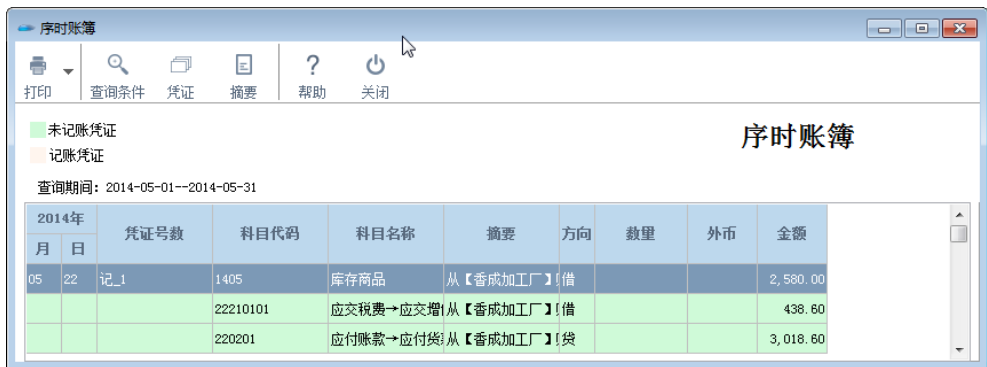 序时账簿
打印 查询条件 凭证 摘要 帮助 关闭
未记账凭证
序时账簿
记账凭证
查询期间: 2014-05-01--2014-05-31
2014年 凭证号数 科目代码 科目名称 摘要 方向 数量 外币 金额
月 日
05 22 记_1 1405 库存商品 从【香成加工厂】 借 2,580.00
22210101 应交税费→应交增 从【香成加工厂】 借 438.60
220201 应付账款→应付货 从【香成加工厂】 贷 3,018.60